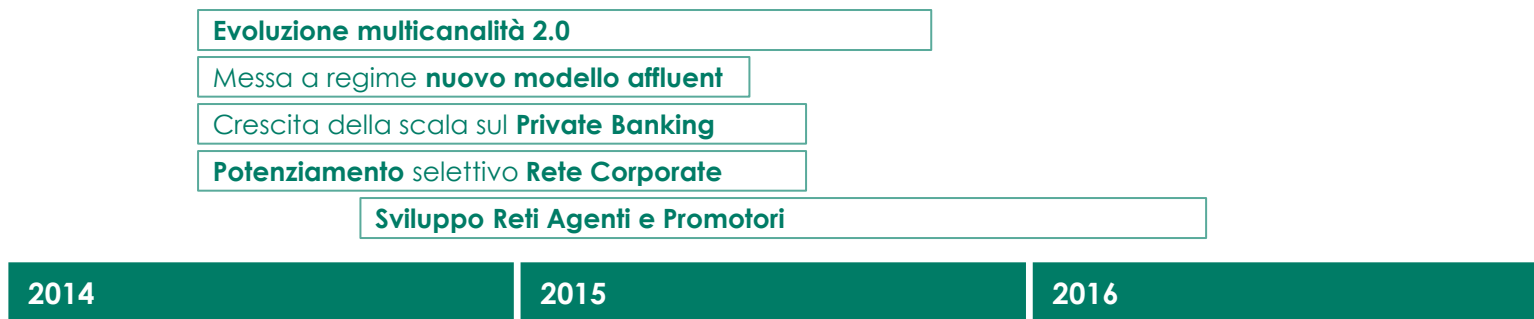 Evoluzione multicanalità 2.0
Messa a regime nuovo modello affluent
Crescita della scala sul Private Banking
Potenziamento selettivo Rete Corporate
Sviluppo Reti Agenti e Promotori
2014 2015 2016